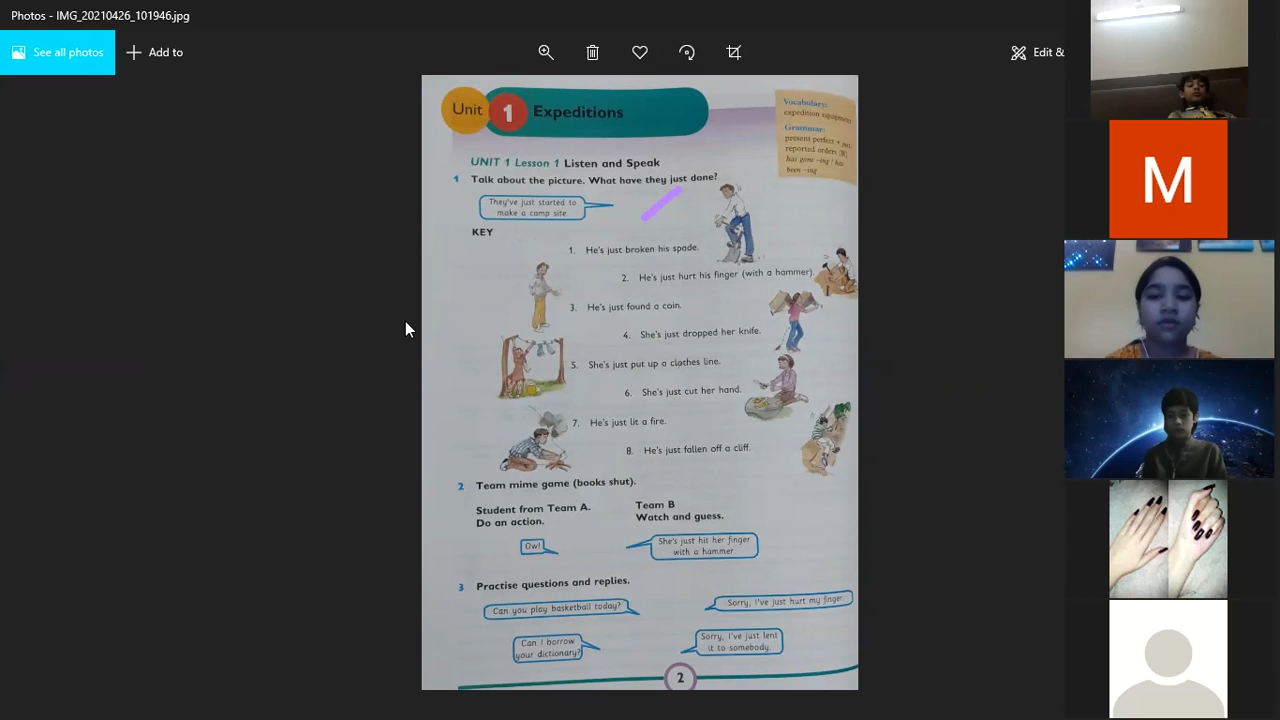 Photos - IMG_20210426_101946.jpg
See all photos
Add to
Edit &
Unit 1 Expeditions
Vocabulary:
expedition equipment
Grammar:
present perfect + just,
reported orders [R]
has gone -ing / has
been -ing
UNIT 1 Lesson 1 Listen and Speak
1 Talk about the picture. What have they just done?
They've just started to
make a camp site.
KEY
1. He's just broken his spade.
2. He's just hurt his finger (with a hammer).
3. He's just found a coin.
4. She's just dropped her knife.
5. She's just put up a clothes line.
6. She's just cut her hand.
7. He's just lit a fire.
8. He's just fallen off a cliff.
2 Team mime game (books shut).
Student from Team A.
Do an action.
Team B
Watch and guess.
Ow!
She's just hit her finger
with a hammer.
3 Practise questions and replies.
Can you play basketball today?
Sorry, I've just hurt my finger.
Can I borrow
your dictionary?
Sorry, I've just lent
it to somebody.
2
M